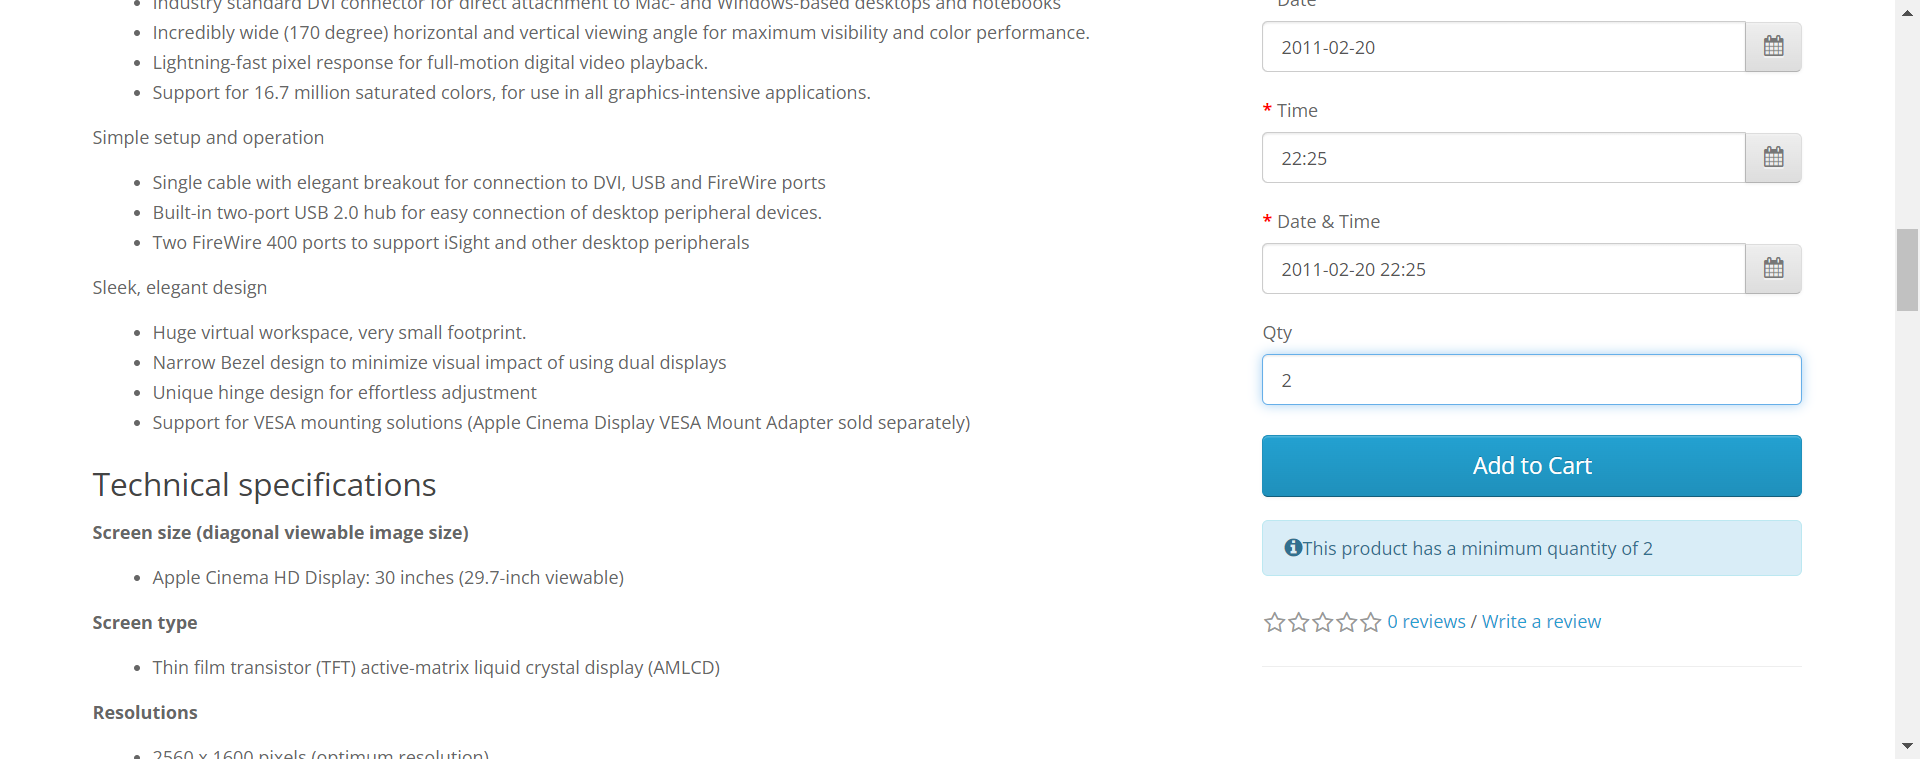 Industry standard DVI connector for direct attachment to Mac- and Windows-based desktops and notebooks
Incredibly wide (170 degree) horizontal and vertical viewing angle for maximum visibility and color performance.
Lightning-fast pixel response for full-motion digital video playback.
Support for 16.7 million saturated colors, for use in all graphics-intensive applications.
Simple setup and operation
Single cable with elegant breakout for connection to DVI, USB and FireWire ports
Built-in two-port USB 2.0 hub for easy connection of desktop peripheral devices.
Two FireWire 400 ports to support iSight and other desktop peripherals
Sleek, elegant design
Huge virtual workspace, very small footprint.
Narrow Bezel design to minimize visual impact of using dual displays
Unique hinge design for effortless adjustment
Support for VESA mounting solutions (Apple Cinema Display VESA Mount Adapter sold separately)
Technical specifications
Screen size (diagonal viewable image size)
Apple Cinema HD Display: 30 inches (29.7-inch viewable)
Screen type
Thin film transistor (TFT) active-matrix liquid crystal display (AMLCD)
Resolutions
2560 x 1600 pixels (optimum resolution)
Date
2011-02-20
* Time
22:25
* Date & Time
2011-02-20 22:25
Qty
2
Add to Cart
This product has a minimum quantity of 2
0 reviews / Write a review